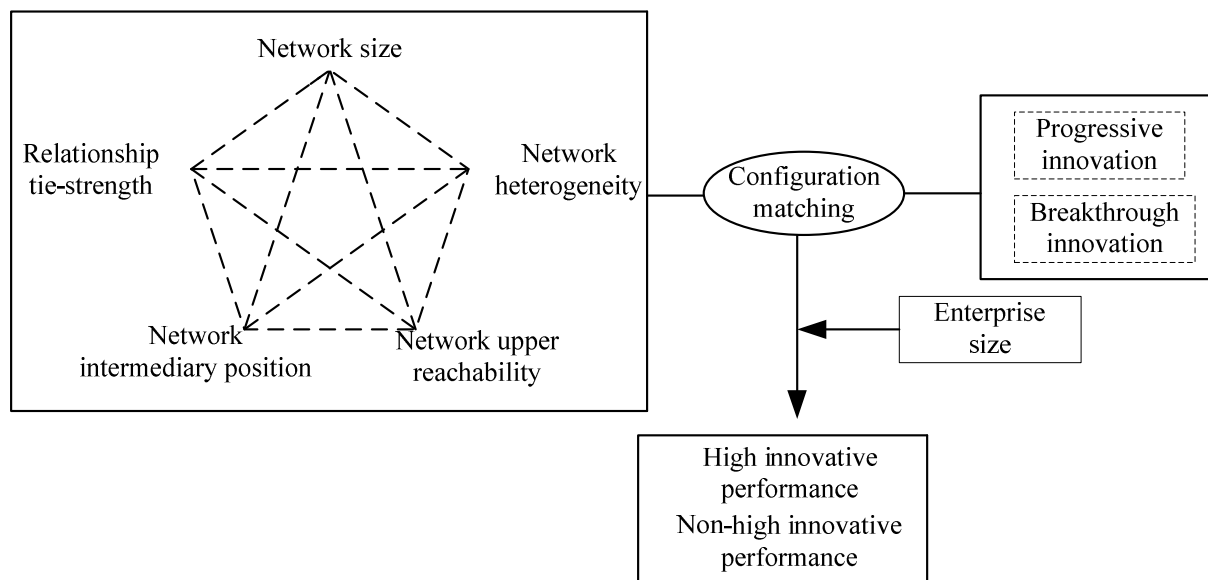 Network size
Relationship
tie-strength
Network
heterogeneity
Network
intermediary position
Network upper
reachability
Configuration
matching
Progressive
innovation
Breakthrough
innovation
Enterprise
size
High innovative
performance
Non-high innovative
performance